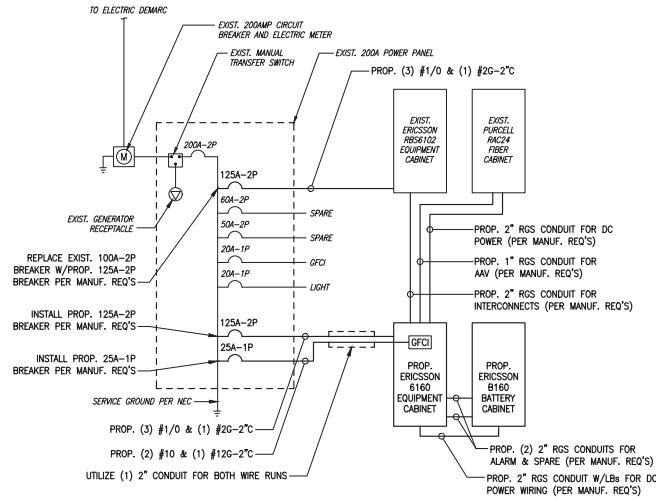 TO ELECTRIC DEMARC
EXIST. 200AMP CIRCUIT
BREAKER AND ELECTRIC METER
EXIST. MANUAL
TRANSFER SWITCH
EXIST. 200A POWER PANEL
PROP. (3) #1/0 & (1) #2G-2"C
M
200A-2P
EXIST. GENERATOR
RECEPTACLE
125A-2P
60A-2P
SPARE
50A-2P
SPARE
20A-1P
GFCI
20A-1P
LIGHT
125A-2P
25A-1P
EXIST.
ERICSSON
RBS6102
EQUIPMENT
CABINET
EXIST.
PURCELL
RAC24
FIBER
CABINET
REPLACE EXIST. 100A-2P
BREAKER W/PROP. 125A-2P
BREAKER PER MANUF. REQ'S
INSTALL PROP. 125A-2P
BREAKER PER MANUF. REQ'S
INSTALL PROP. 25A-1P
BREAKER PER MANUF. REQ'S
SERVICE GROUND PER NEC
PROP. 2" RGS CONDUIT FOR DC
POWER (PER MANUF. REQ'S)
PROP. 1" RGS CONDUIT FOR
AAV (PER MANUF. REQ'S)
PROP. 2" RGS CONDUIT FOR
INTERCONNECTS (PER MANUF. REQ'S)
GFCI
PROP.
ERICSSON
6160
EQUIPMENT
CABINET
PROP.
ERICSSON
B160
BATTERY
CABINET
PROP. (3) #1/0 & (1) #2G-2"C
PROP. (2) #10 & (1) #12G-2"C
UTILIZE (1) 2" CONDUIT FOR BOTH WIRE RUNS
PROP. (2) 2" RGS CONDUITS FOR
ALARM & SPARE (PER MANUF. REQ'S)
PROP. 2" RGS CONDUIT W/LBs FOR DC
POWER WIRING (PER MANUF. REQ'S)